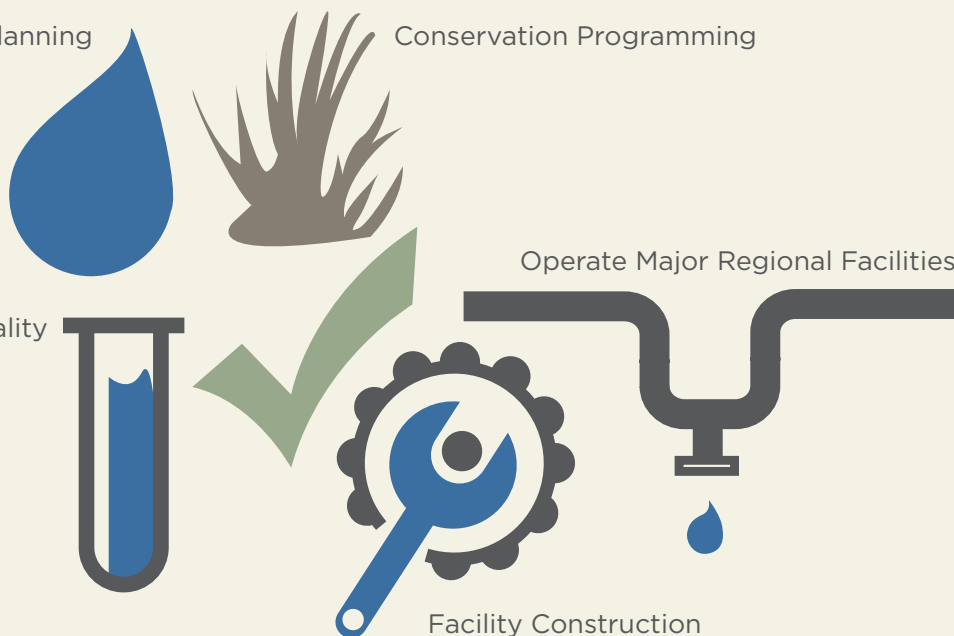 lanning
Conservation Programming
Operate Major Regional Facilities
ality
Facility Construction